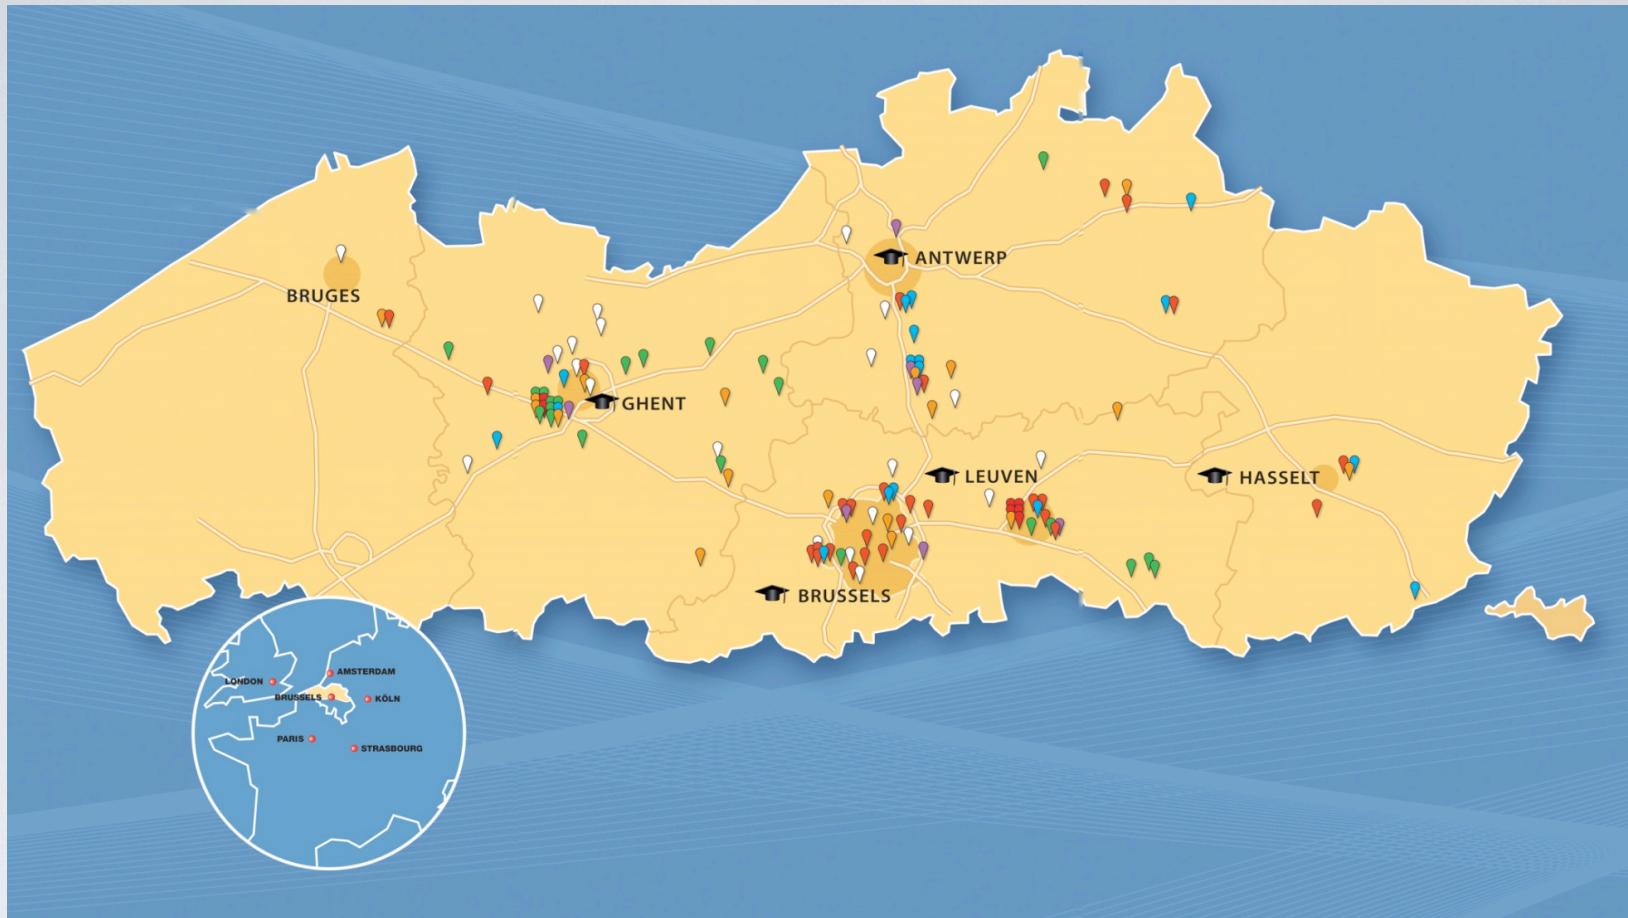 ANTWERP
BRUGES
GHENT
LEUVEN
HASSELT
BRUSSELS
AMSTERDAM
LONDON
BRUSSELS
KÖLN
PARIS
STRASBOURG